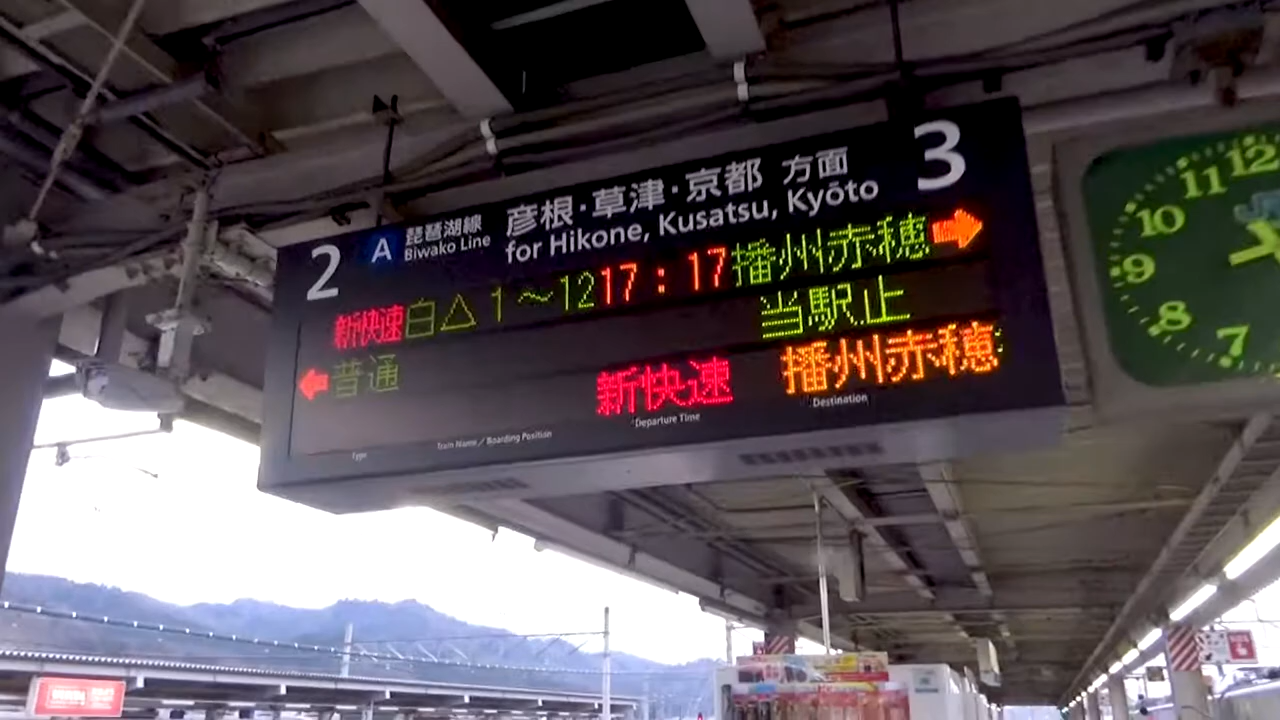 2 A 琵琶湖線 Biwako Line 彦根・草津・京都 方面 for Hikone, Kusatsu, Kyōto 3
新快速 白△ 1～12 17:17 播州赤穂 →
← 普通 当駅止
新快速 播州赤穂
Type Train Name／Boarding Position Departure Time Destination
12
11
10
9
8
7